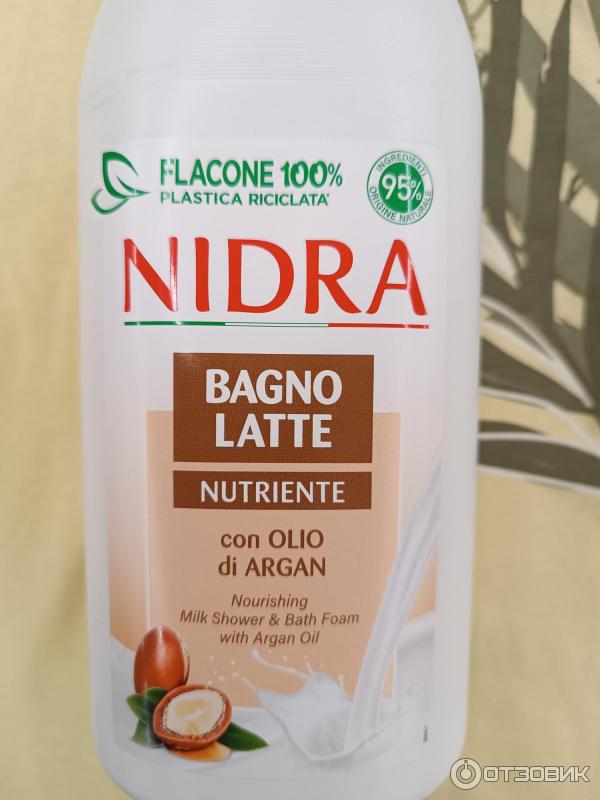 FLACONE 100%
PLASTICA RICICLATA*
INGREDIENTI
95%
ORIGINE NATURALE
NIDRA
BAGNO
LATTE
NUTRIENTE
con OLIO
di ARGAN
Nourishing
Milk Shower & Bath Foam
with Argan Oil
ОТЗОВИК